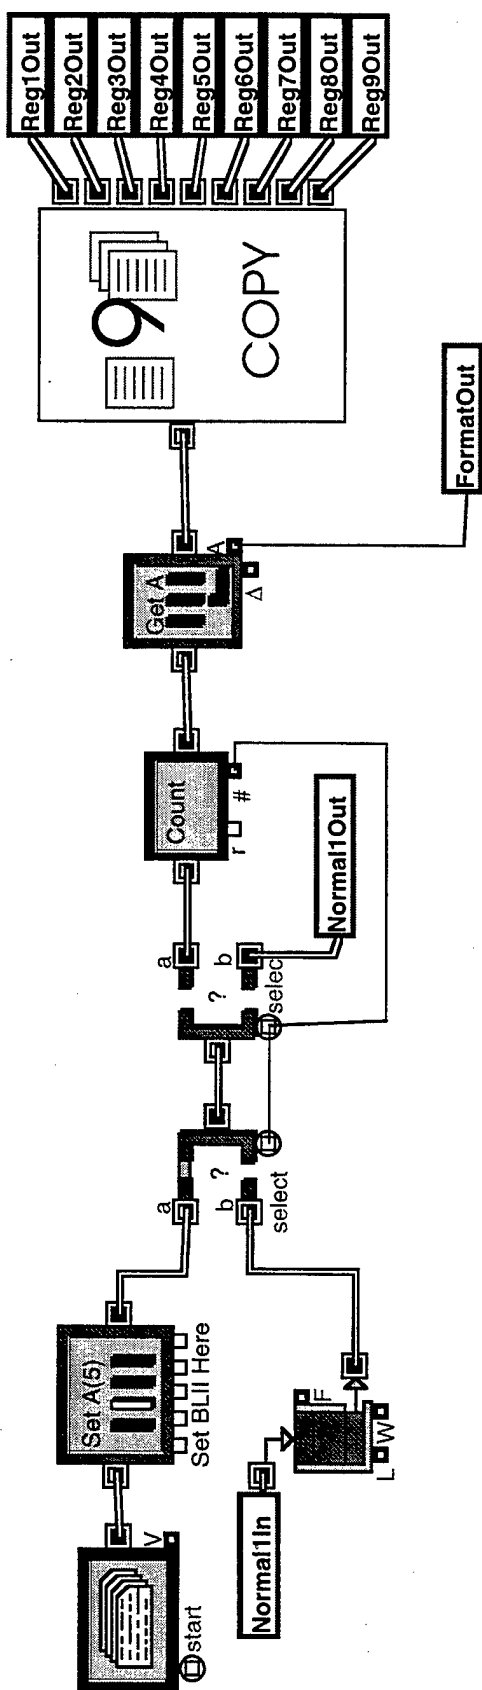 start
V
Set A(5)
Set BLII Here
Normal1In
L
W
F
a
b
?
select
a
b
?
select
Normal1Out
Count
r
#
Get A
Δ
A
FormatOut
9
COPY
Reg1Out
Reg2Out
Reg3Out
Reg4Out
Reg5Out
Reg6Out
Reg7Out
Reg8Out
Reg9Out